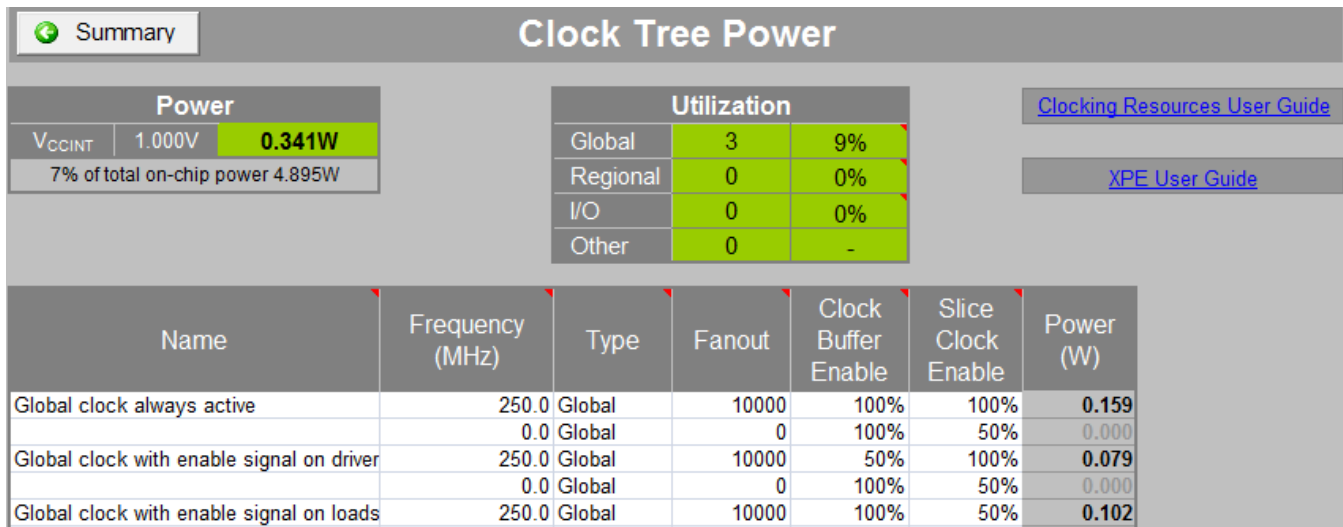 Summary
Clock Tree Power
Power
VCCINT 1.000V 0.341W
7% of total on-chip power 4.895W
Utilization
Global 3 9%
Regional 0 0%
I/O 0 0%
Other 0 -
Clocking Resources User Guide
XPE User Guide
Name Frequency (MHz) Type Fanout Clock Buffer Enable Slice Clock Enable Power (W)
Global clock always active 250.0 Global 10000 100% 100% 0.159
0.0 Global 0 100% 50% 0.000
Global clock with enable signal on driver 250.0 Global 10000 50% 100% 0.079
0.0 Global 0 100% 50% 0.000
Global clock with enable signal on loads 250.0 Global 10000 100% 50% 0.102